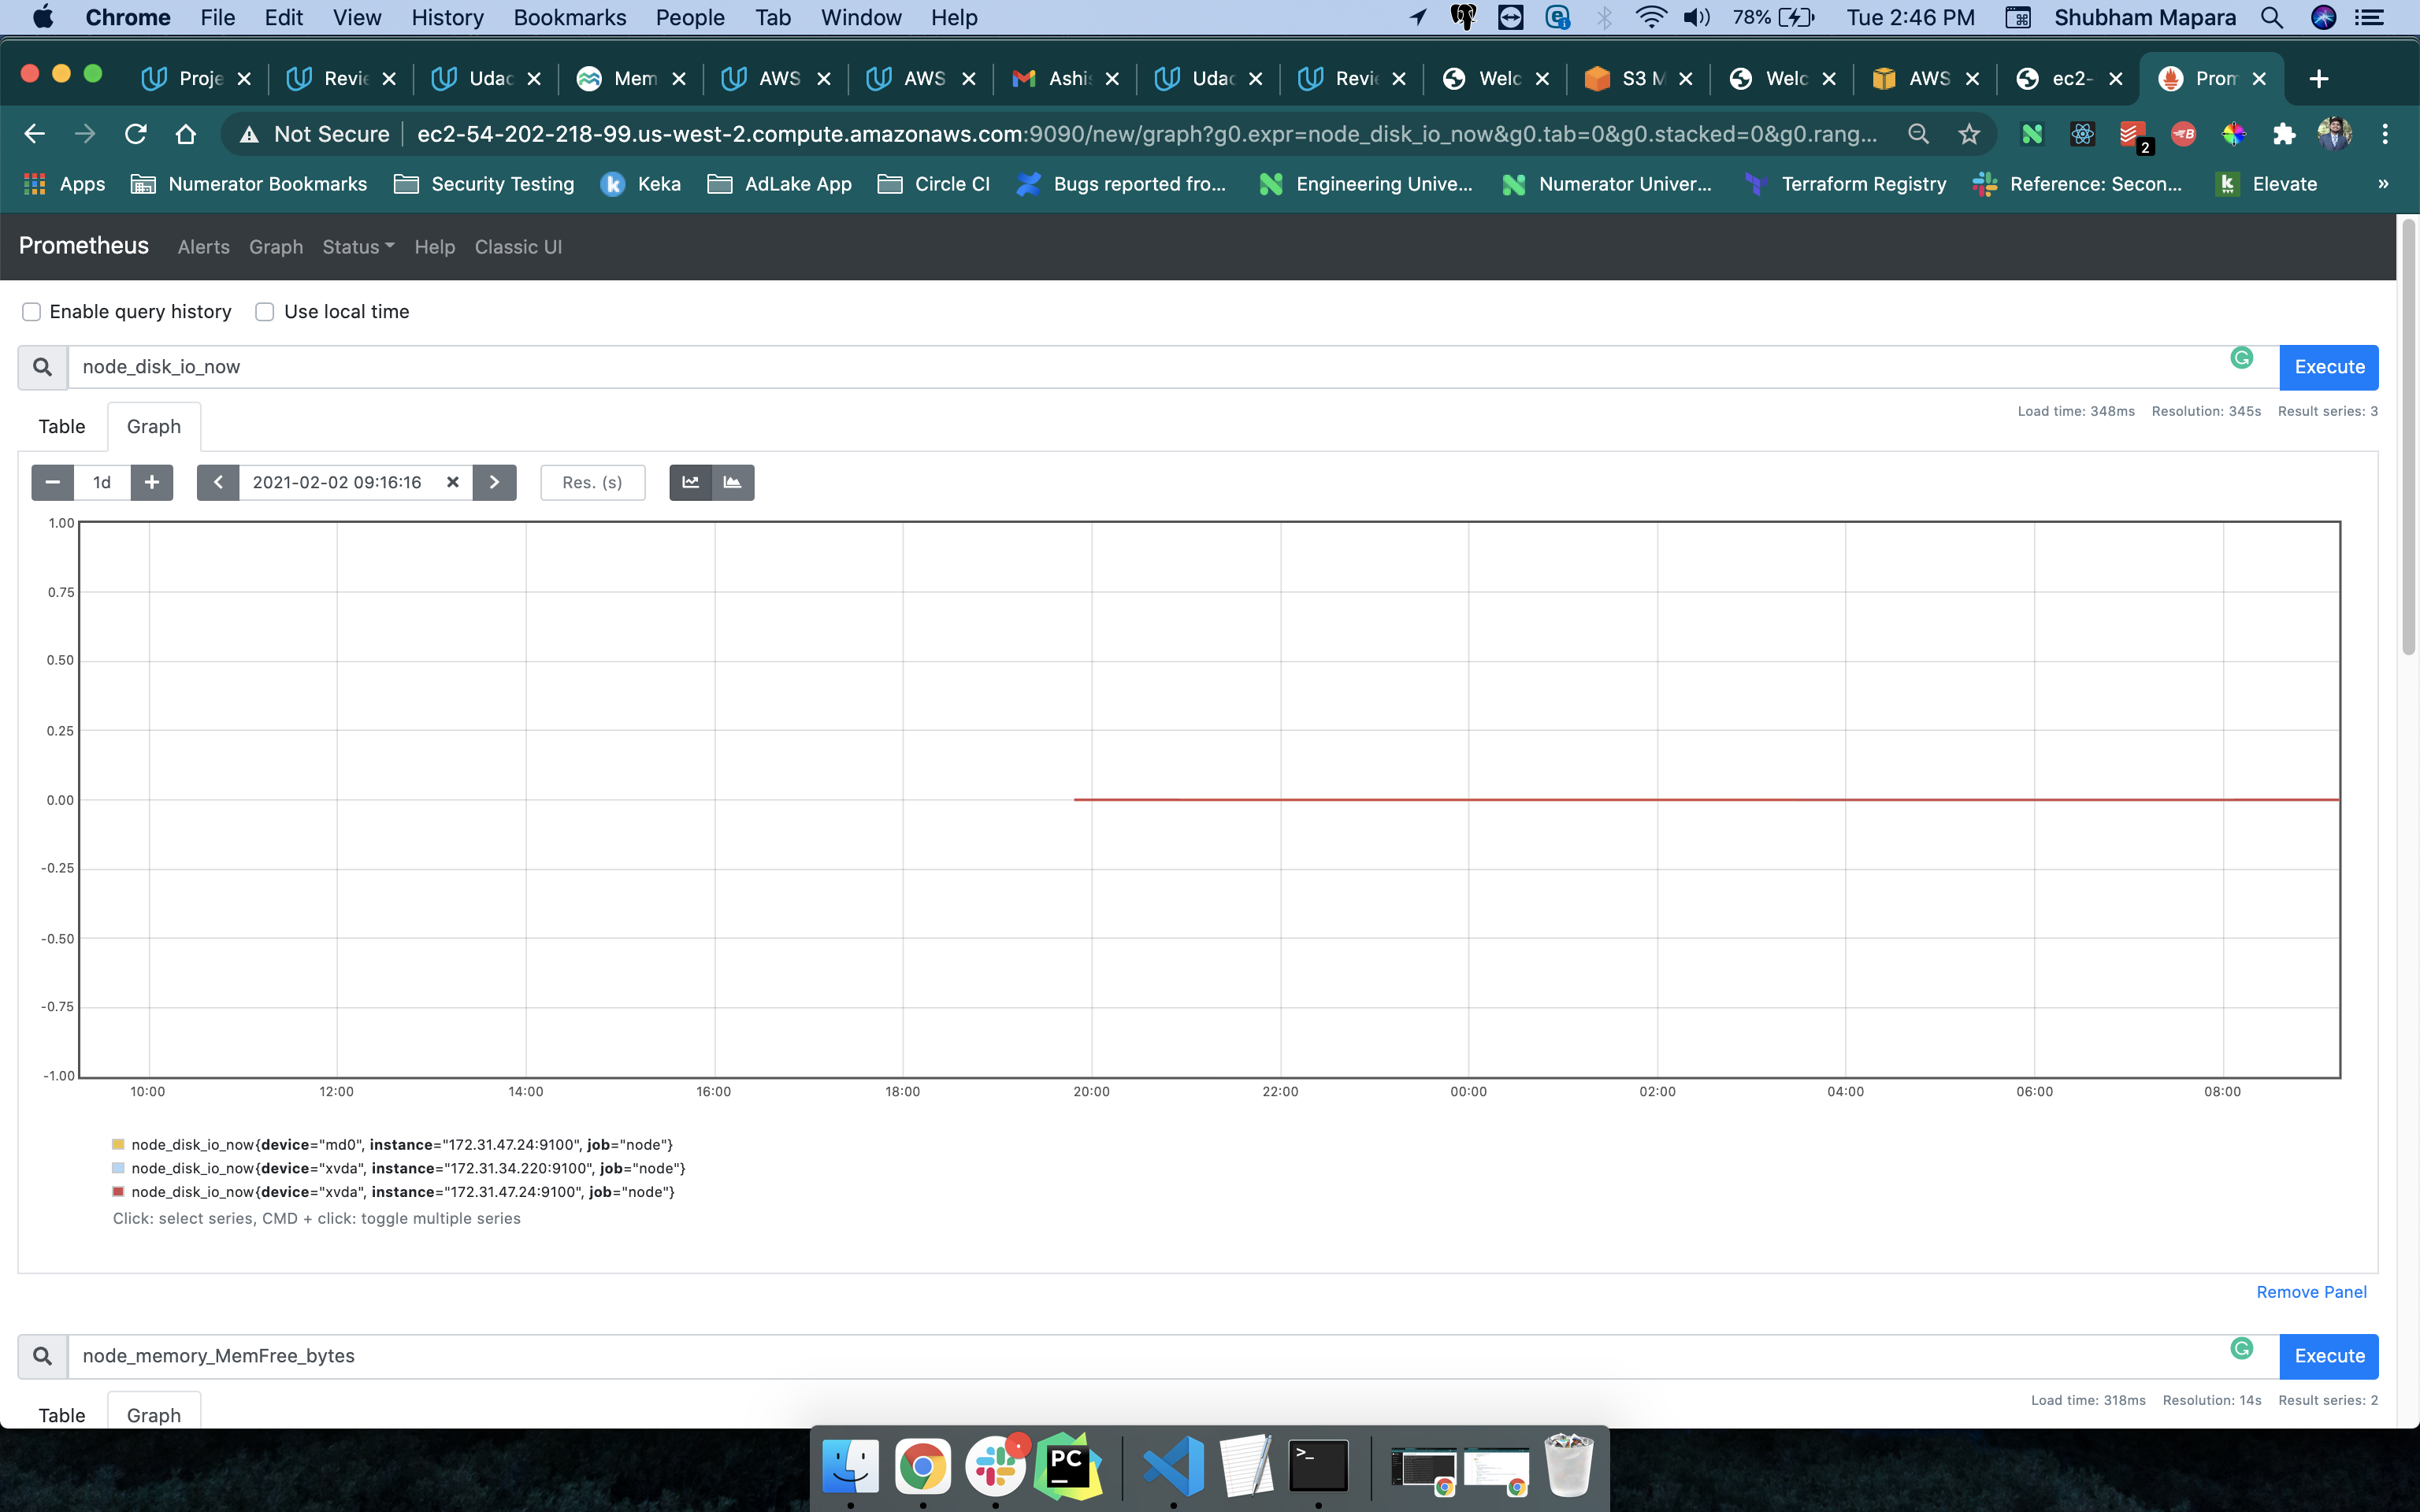 Chrome File Edit View History Bookmarks People Tab Window Help 78% Tue 2:46 PM Shubham Mapara
Proje Revie Udac Mem AWS AWS Ashi Udac Revie Welc S3 M Welc AWS ec2- Prom
Not Secure ec2-54-202-218-99.us-west-2.compute.amazonaws.com:9090/new/graph?g0.expr=node_disk_io_now&g0.tab=0&g0.stacked=0&g0.rang... 2
Apps Numerator Bookmarks Security Testing Keka AdLake App Circle CI Bugs reported fro... Engineering Unive... Numerator Univer... Terraform Registry Reference: Secon... Elevate »
Prometheus Alerts Graph Status Help Classic UI
Enable query history Use local time
node_disk_io_now Execute
Load time: 348ms Resolution: 345s Result series: 3
Table Graph
1d 2021-02-02 09:16:16 Res. (s)
1.00
0.75
0.50
0.25
0.00
-0.25
-0.50
-0.75
-1.00
10:00 12:00 14:00 16:00 18:00 20:00 22:00 00:00 02:00 04:00 06:00 08:00
node_disk_io_now{device="md0", instance="172.31.47.24:9100", job="node"}
node_disk_io_now{device="xvda", instance="172.31.34.220:9100", job="node"}
node_disk_io_now{device="xvda", instance="172.31.47.24:9100", job="node"}
Click: select series, CMD + click: toggle multiple series
Remove Panel
node_memory_MemFree_bytes Execute
Load time: 318ms Resolution: 14s Result series: 2
Table Graph
PC